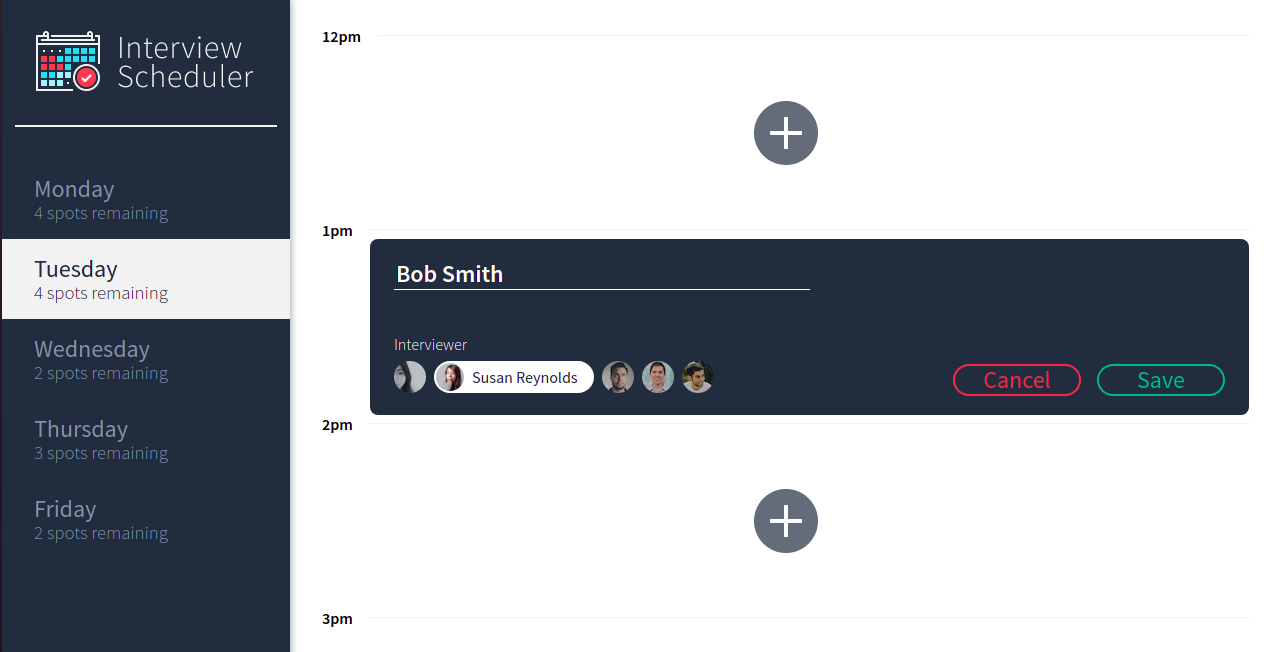 Interview
Scheduler
Monday
4 spots remaining
Tuesday
4 spots remaining
Wednesday
2 spots remaining
Thursday
3 spots remaining
Friday
2 spots remaining
12pm
1pm
Bob Smith
Interviewer
Susan Reynolds
Cancel
Save
2pm
3pm